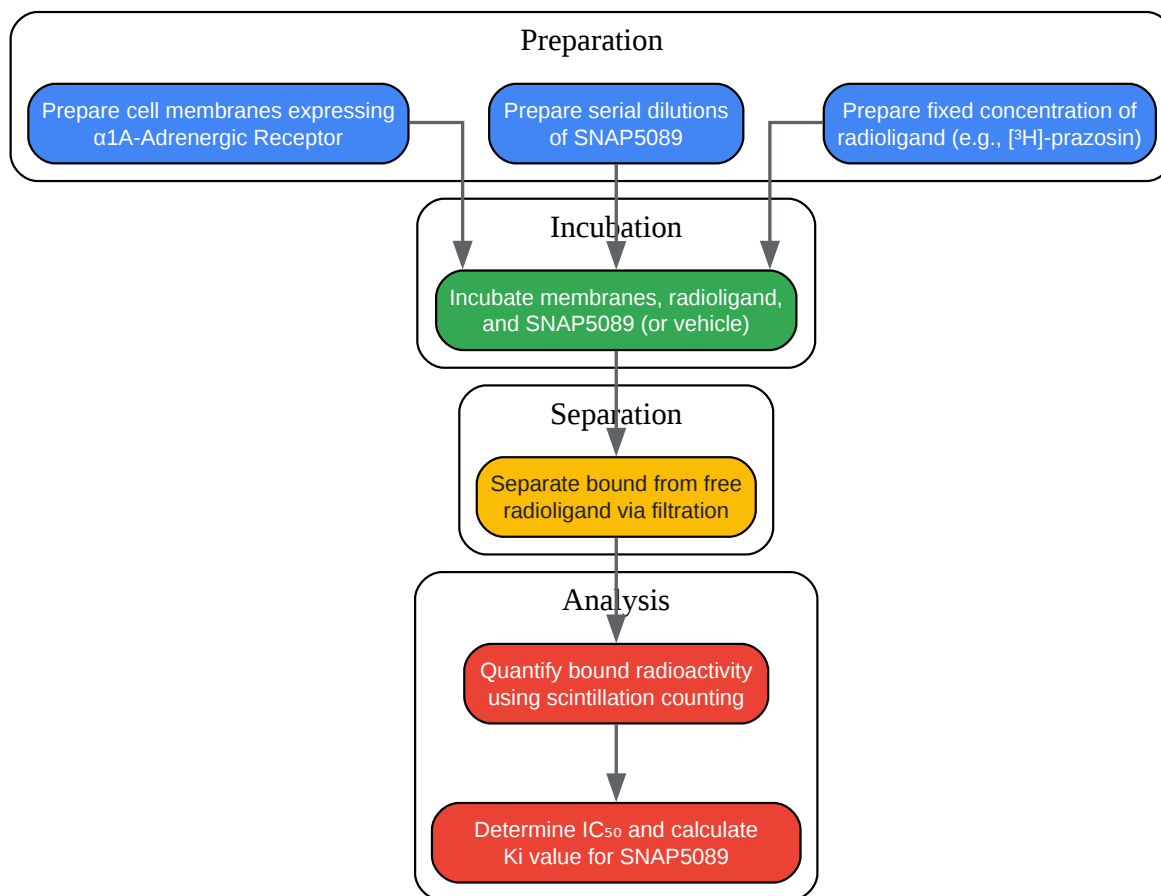 Preparation
Prepare cell membranes expressing
α1A-Adrenergic Receptor
Prepare serial dilutions
of SNAP5089
Prepare fixed concentration of
radioligand (e.g., [³H]-prazosin)
Incubation
Incubate membranes, radioligand,
and SNAP5089 (or vehicle)
Separation
Separate bound from free
radioligand via filtration
Analysis
Quantify bound radioactivity
using scintillation counting
Determine IC₅₀ and calculate
Ki value for SNAP5089